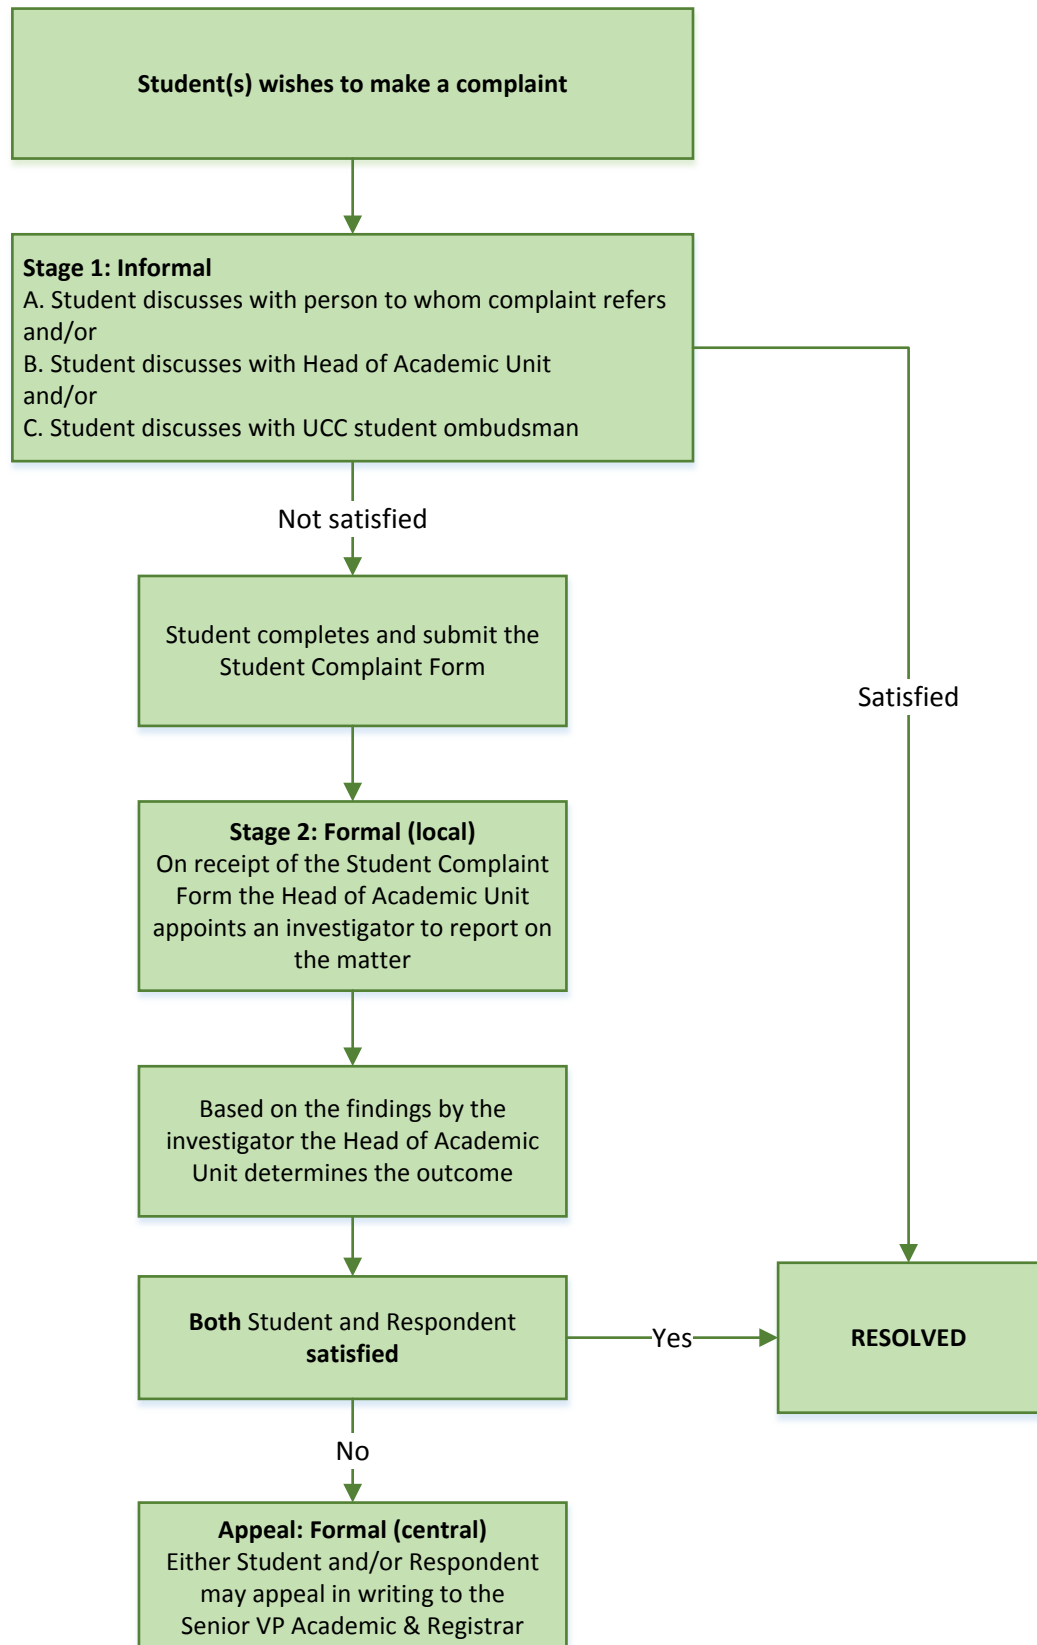 Student(s) wishes to make a complaint
Stage 1: Informal
A. Student discusses with person to whom complaint refers
and/or
B. Student discusses with Head of Academic Unit
and/or
C. Student discusses with UCC student ombudsman
Not satisfied
Student completes and submit the
Student Complaint Form
Satisfied
Stage 2: Formal (local)
On receipt of the Student Complaint
Form the Head of Academic Unit
appoints an investigator to report on
the matter
Based on the findings by the
investigator the Head of Academic
Unit determines the outcome
Both Student and Respondent
satisfied
Yes
RESOLVED
No
Appeal: Formal (central)
Either Student and/or Respondent
may appeal in writing to the
Senior VP Academic & Registrar